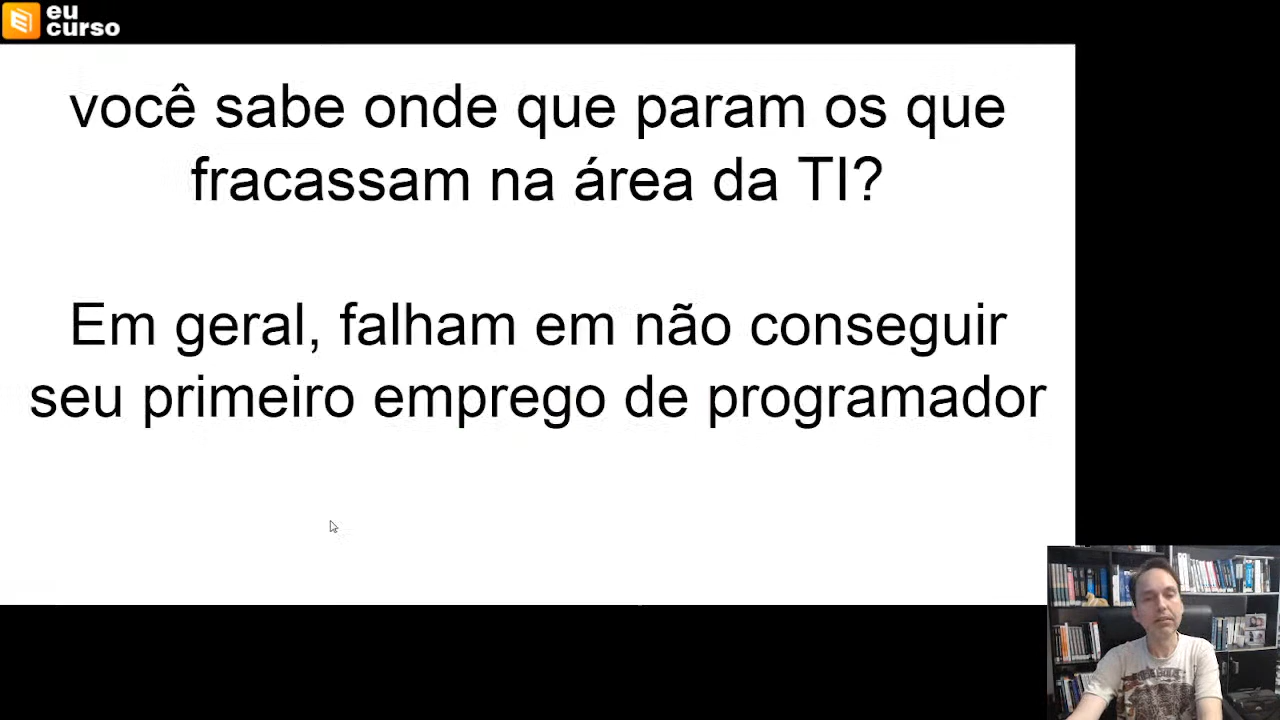 eu
curso
você sabe onde que param os que
fracassam na área da TI?
Em geral, falham em não conseguir
seu primeiro emprego de programador